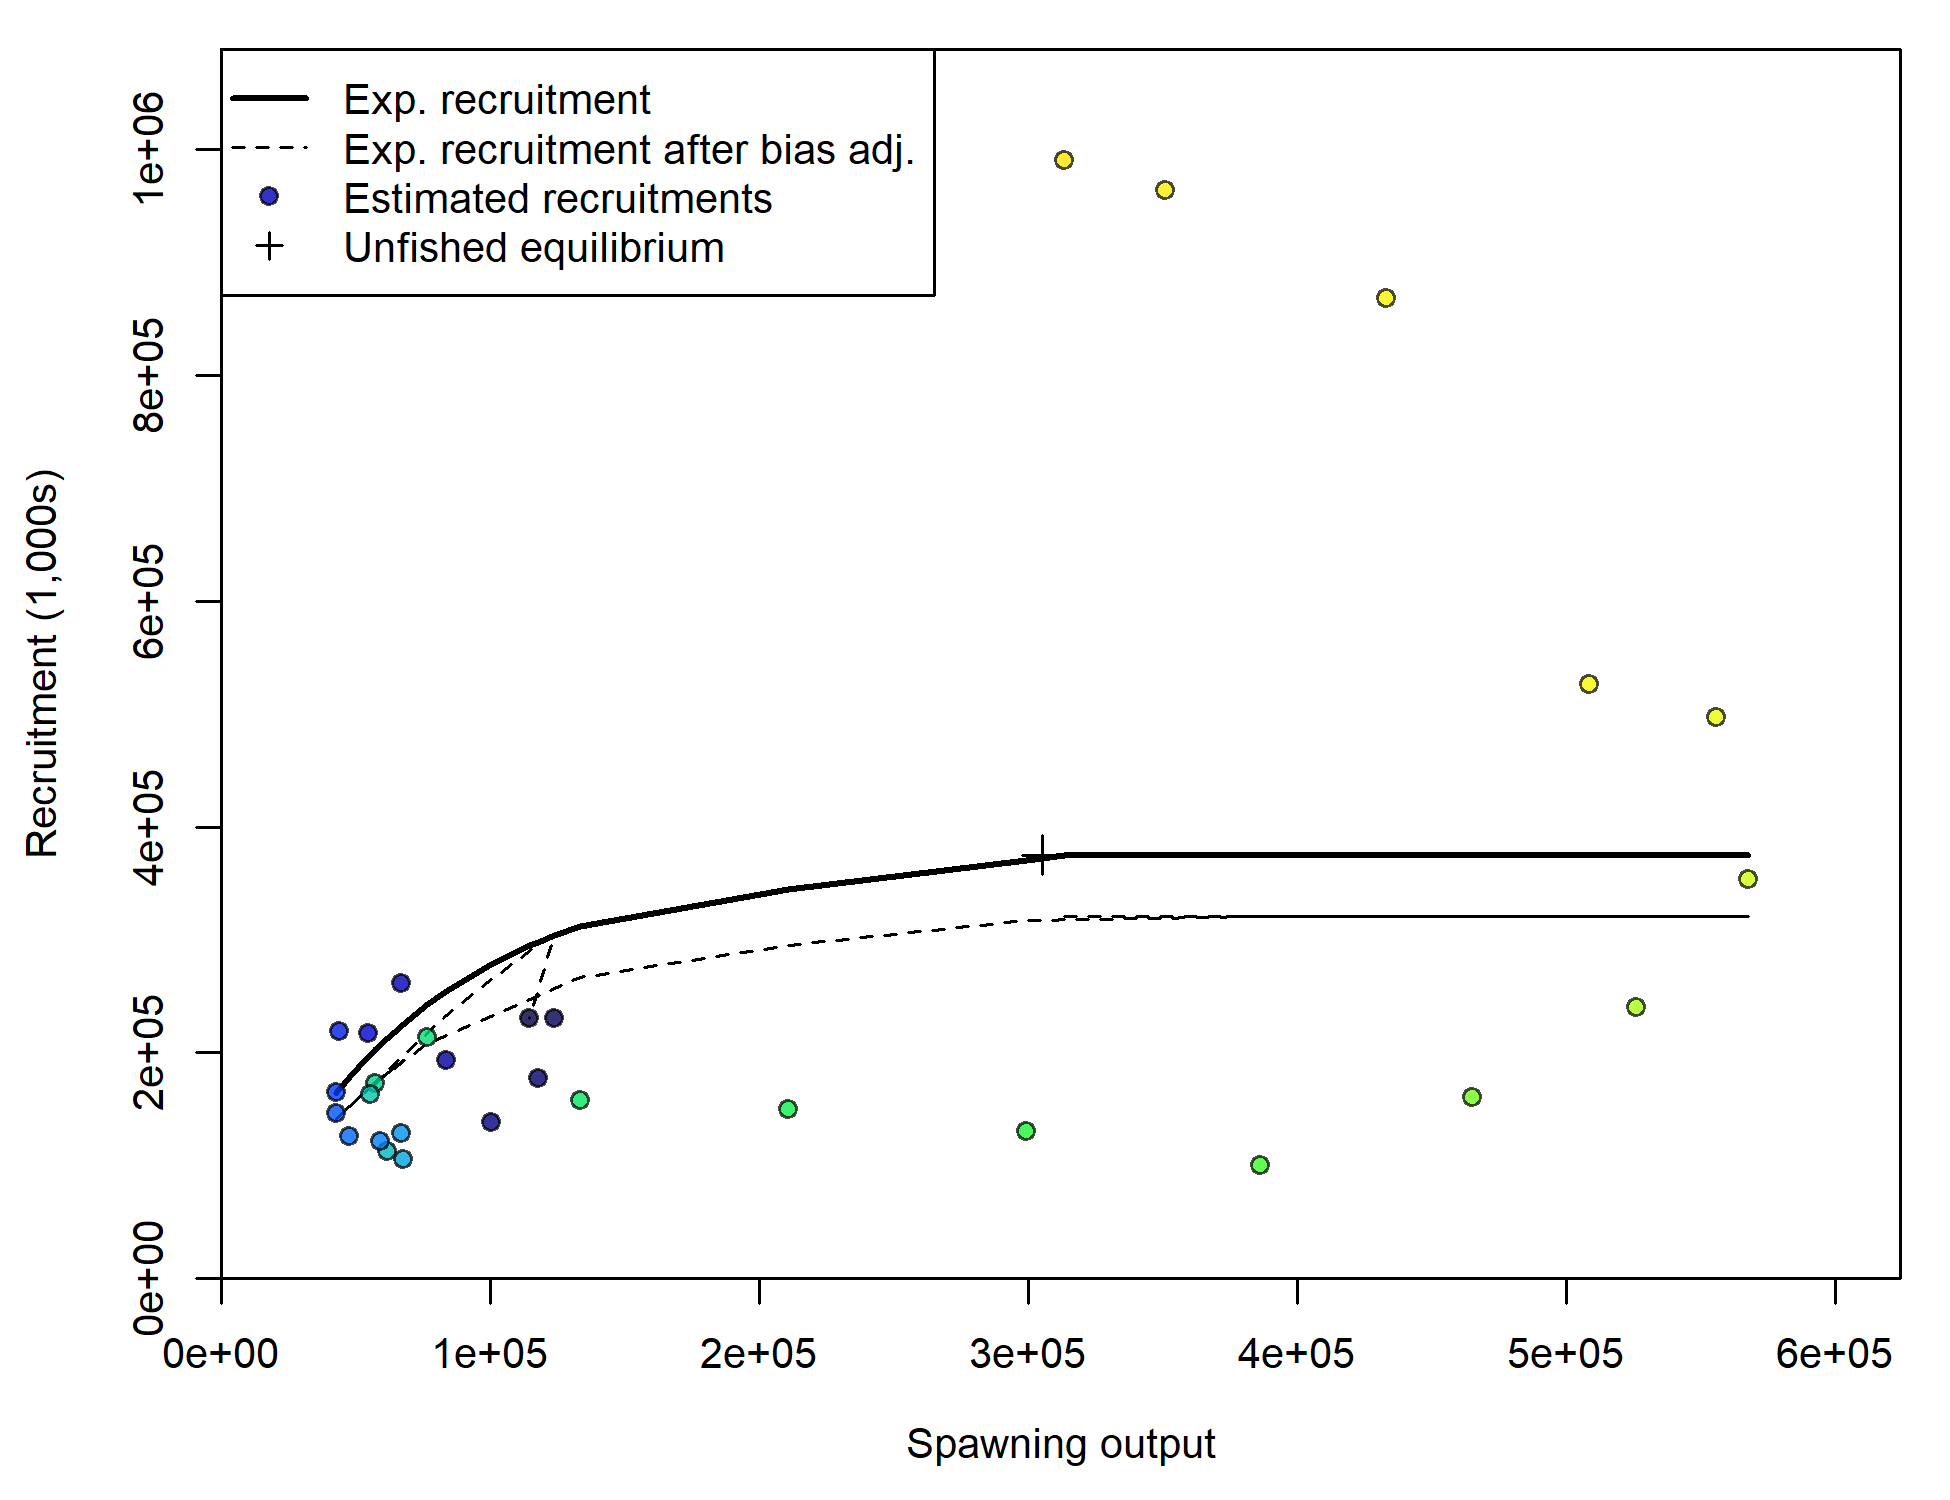 Exp. recruitment
Exp. recruitment after bias adj.
Estimated recruitments
Unfished equilibrium
Recruitment (1,000s)
1e+06
8e+05
6e+05
4e+05
2e+05
0e+00
0e+00 1e+05 2e+05 3e+05 4e+05 5e+05 6e+05
Spawning output